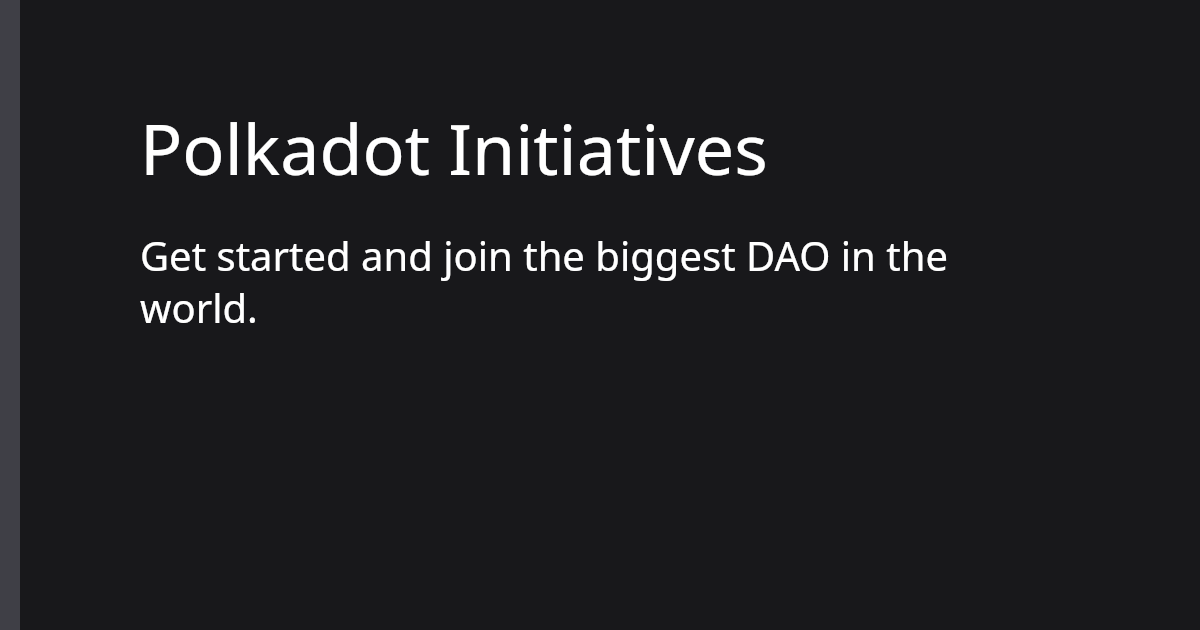 Polkadot Initiatives
Get started and join the biggest DAO in the
world.